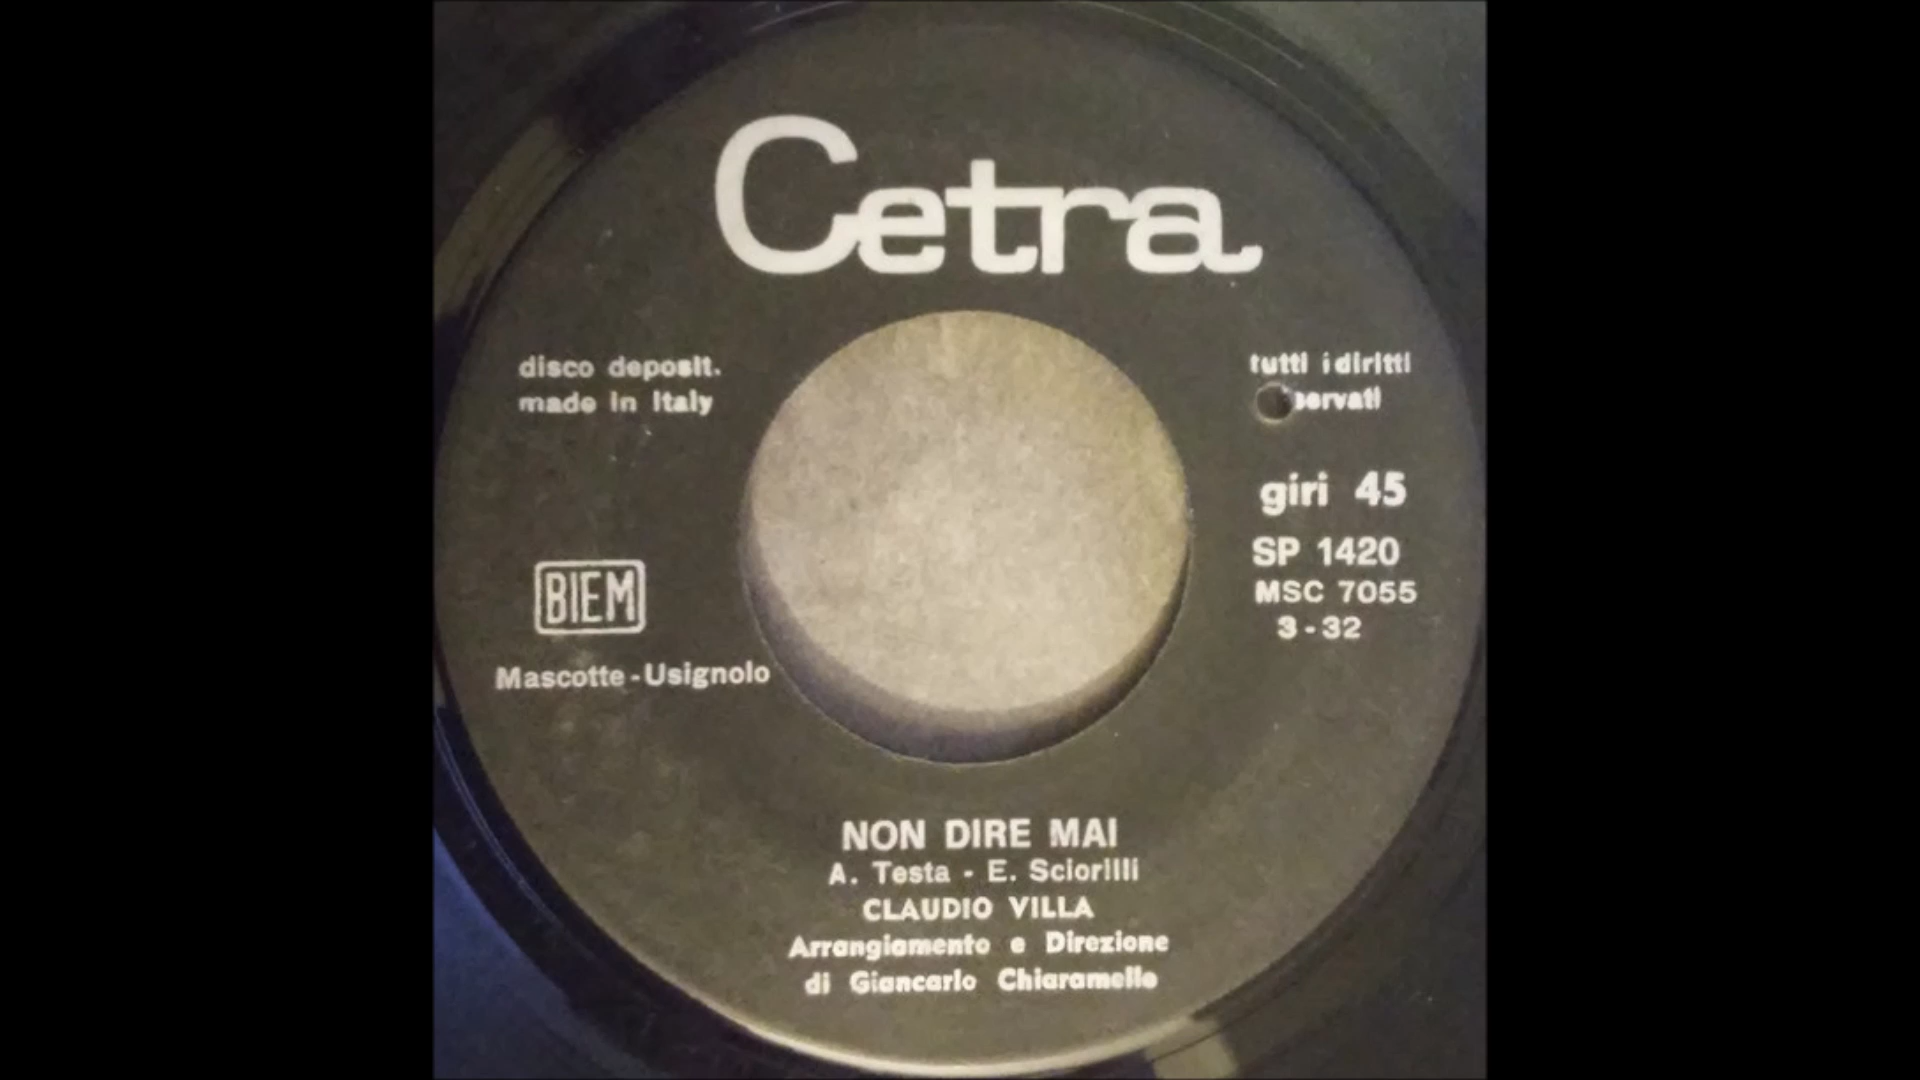 Cetra
disco deposit.
made in Italy
tutti i diritti
servati
giri 45
SP 1420
MSC 7055
3-32
BIEM
Mascotte-Usignolo
NON DIRE MAI
A. Testa - E. Sciorilli
CLAUDIO VILLA
Arrangiamento e Direzione
di Giancarlo Chiaramello